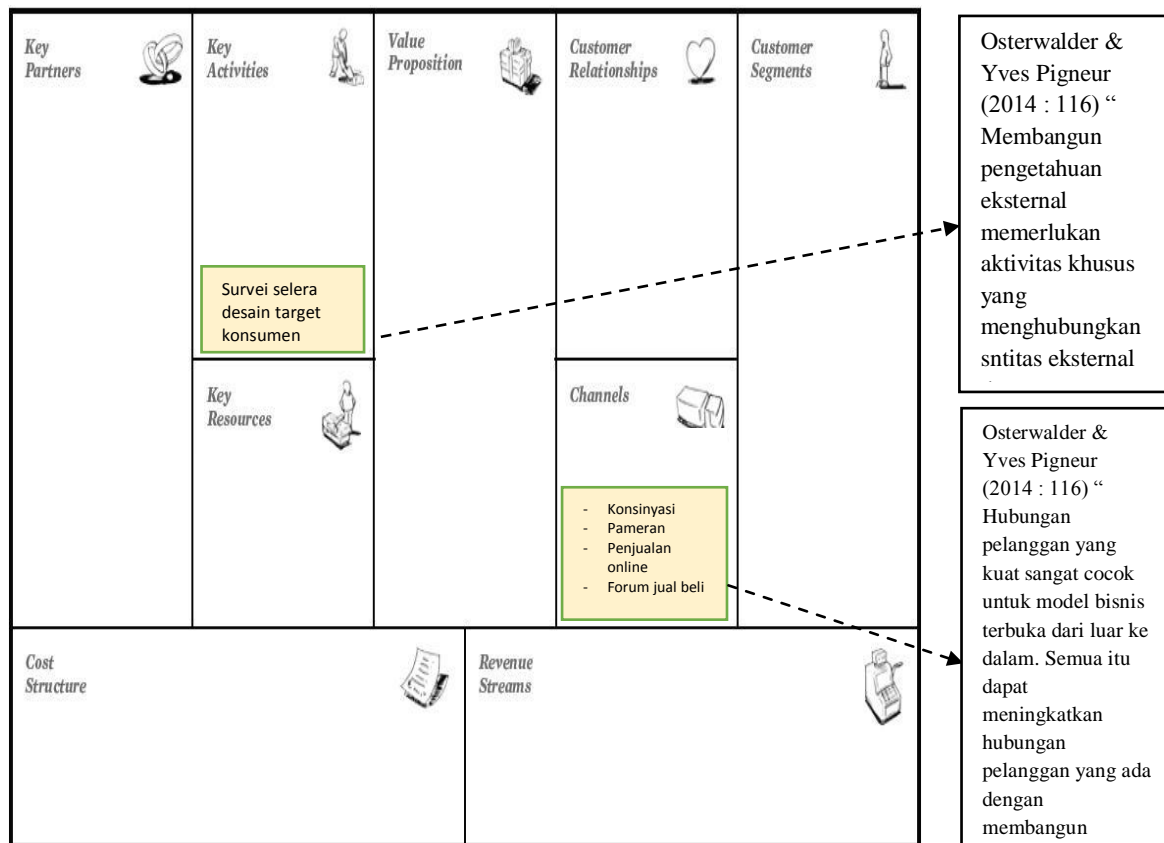 Key
Partners
Key
Activities
Value
Proposition
Customer
Relationships
Customer
Segments
Survei selera
desain target
konsumen
Key
Resources
Channels
- Konsinyasi
- Pameran
- Penjualan
online
- Forum jual beli
Cost
Structure
Revenue
Streams
Osterwalder &
Yves Pigneur
(2014 : 116) “
Membangun
pengetahuan
eksternal
memerlukan
aktivitas khusus
yang
menghubungkan
sntitas eksternal
Osterwalder &
Yves Pigneur
(2014 : 116) “
Hubungan
pelanggan yang
kuat sangat cocok
untuk model bisnis
terbuka dari luar ke
dalam. Semua itu
dapat
meningkatkan
hubungan
pelanggan yang ada
dengan
membangun